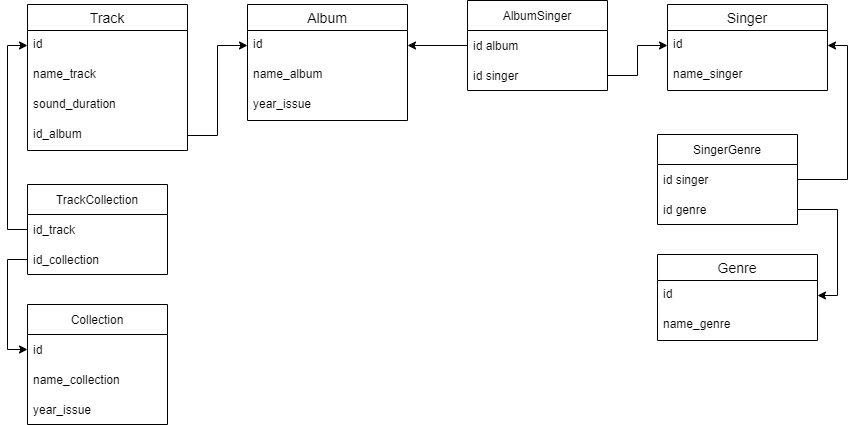 Track
id
name_track
sound_duration
id_album
Album
id
name_album
year_issue
AlbumSinger
id album
id singer
Singer
id
name_singer
TrackCollection
id_track
id_collection
SingerGenre
id singer
id genre
Collection
id
name_collection
year_issue
Genre
id
name_genre